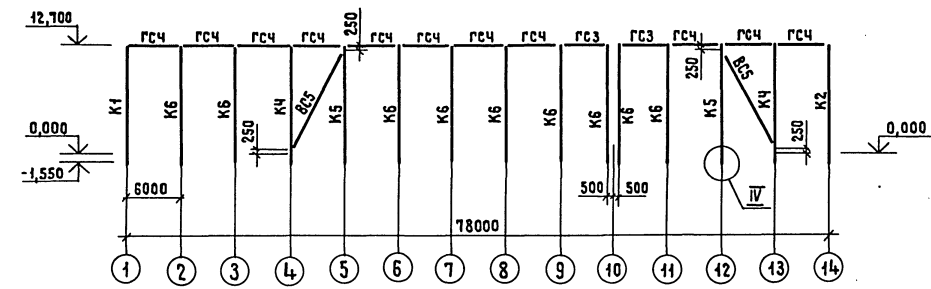 12,700
ГС4 ГС4 ГС4 ГС4 250 ГС4 ГС4 ГС4 ГС4 ГС3 ГС3 ГС4 250 ГС4 ГС4
К1 К6 К6 К4 ВС5 К5 К6 К6 К6 К6 К6 К6 К6 К5 ВС5 К4 К2
0,000 250 250 0,000
-1,550
6000 500 500 IV
78000
1 2 3 4 5 6 7 8 9 10 11 12 13 14